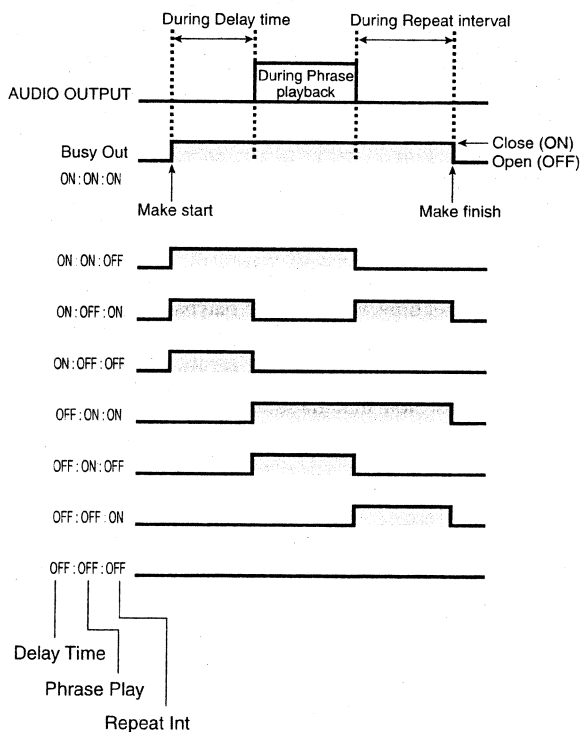 During Delay time
During Repeat interval
During Phrase
playback
AUDIO OUTPUT
Busy Out
Close (ON)
Open (OFF)
ON:ON:ON
Make start
Make finish
ON:ON:OFF
ON:OFF:ON
ON:OFF:OFF
OFF:ON:ON
OFF:ON:OFF
OFF:OFF:ON
OFF:OFF:OFF
Delay Time
Phrase Play
Repeat Int